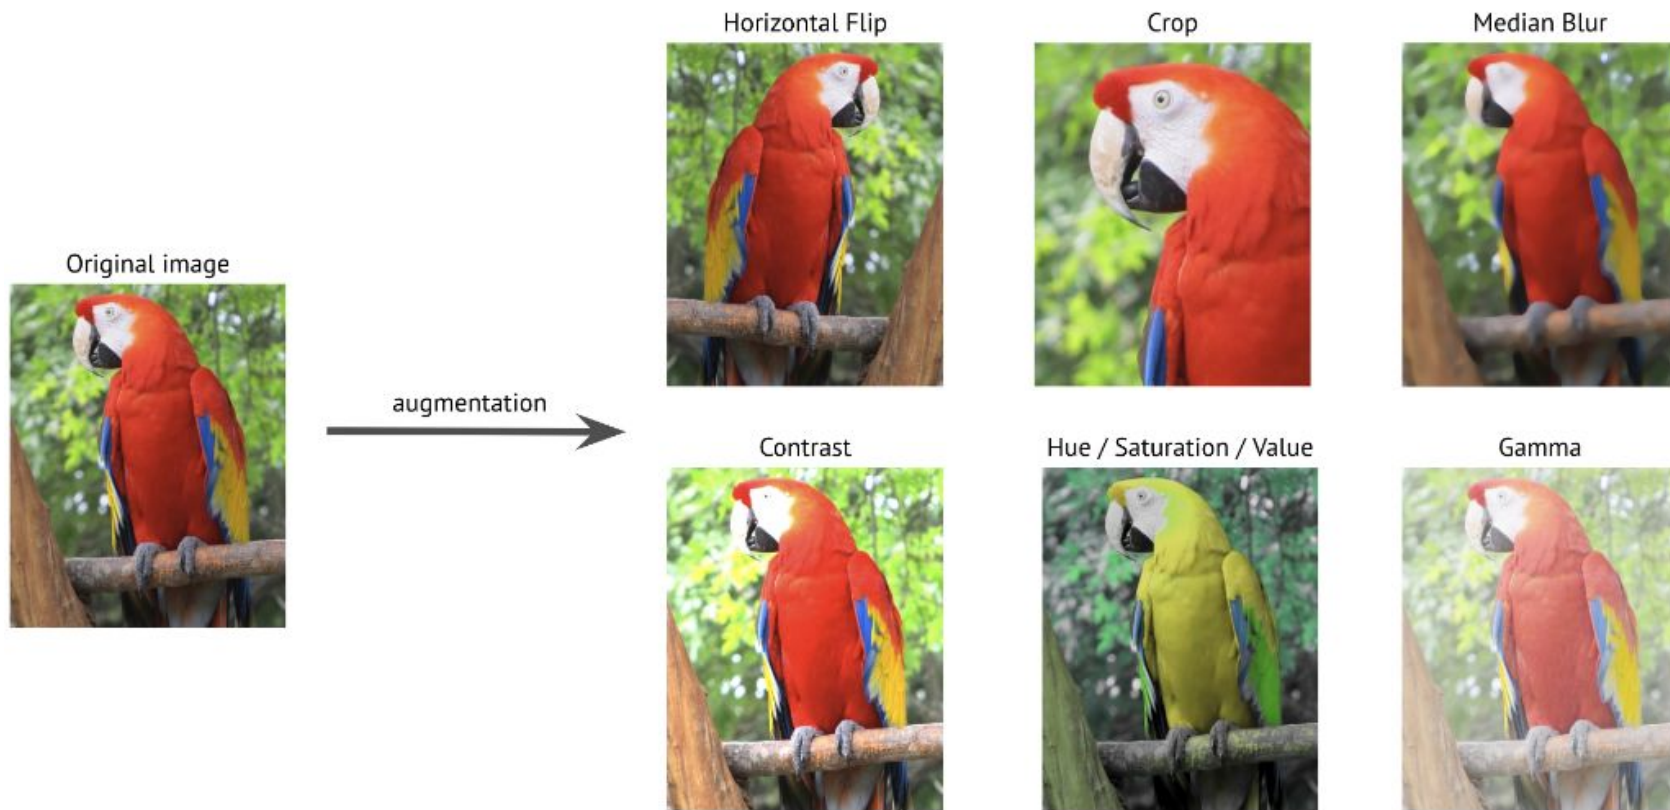 Original image
augmentation
Horizontal Flip
Crop
Median Blur
Contrast
Hue / Saturation / Value
Gamma